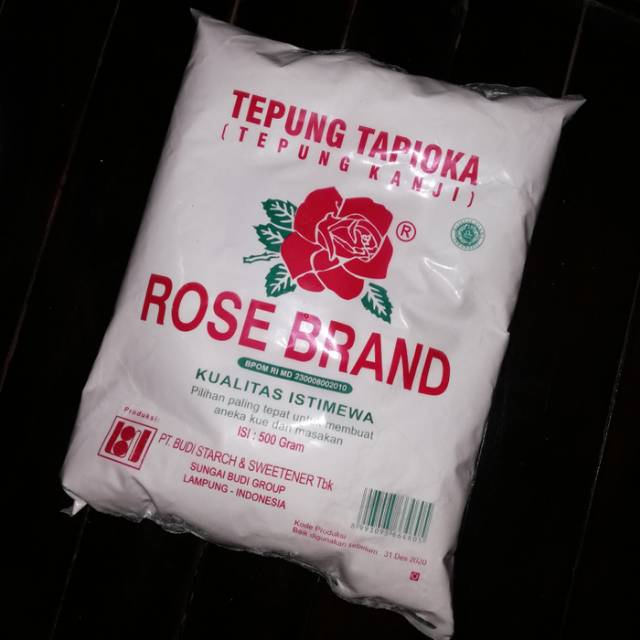 TEPUNG TAPIOKA
(TEPUNG KANJI)
®
ROSE BRAND
BPOM RI MD 230008002010
KUALITAS ISTIMEWA
Pilihan paling tepat untuk membuat
aneka kue dan masakan
ISI : 500 Gram
Produksi:
PT. BUDI STARCH & SWEETENER Tbk
SUNGAI BUDI GROUP
LAMPUNG - INDONESIA
Kode Produksi
Baik digunakan sebelum 31 Des 2020